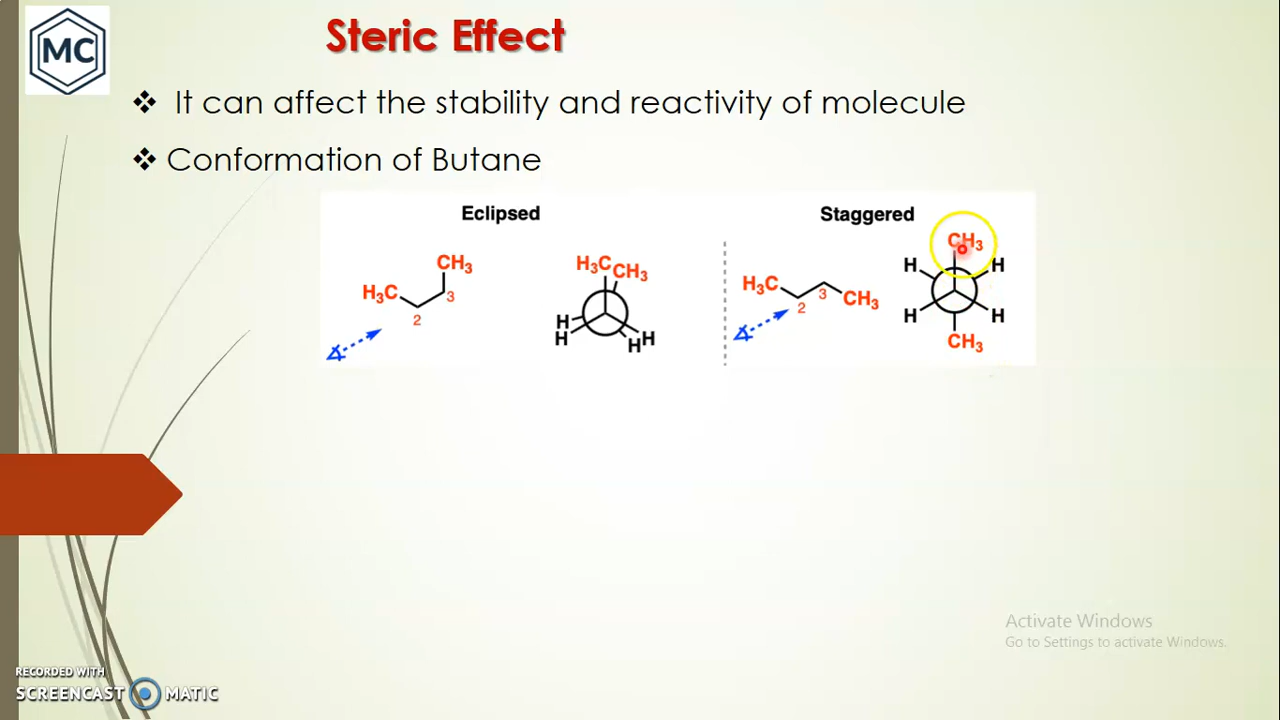 MC
Steric Effect
❖ It can affect the stability and reactivity of molecule
❖ Conformation of Butane
Eclipsed
CH₃
H₃C
3
2
H₃C
CH₃
H
H
H
H
Staggered
H₃C
3
2
CH₃
CH₃
H
H
H
H
CH₃
Activate Windows
Go to Settings to activate Windows.
RECORDED WITH
SCREENCAST MATIC